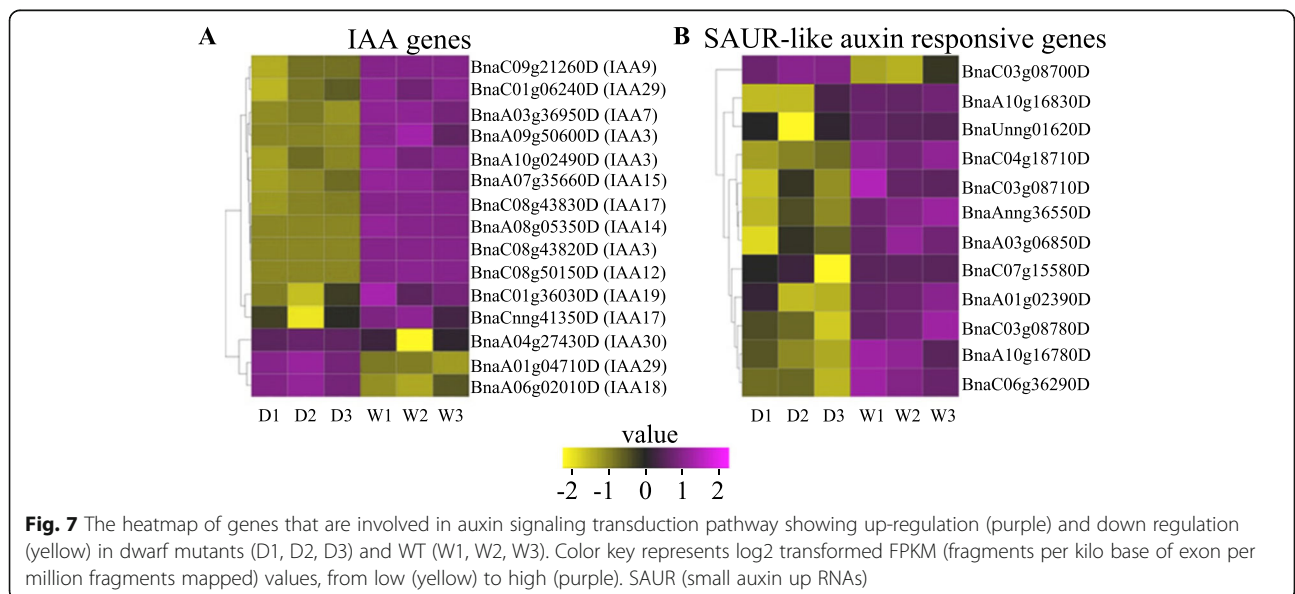 A IAA genes
BnaC09g21260D (IAA9)
BnaC01g06240D (IAA29)
BnaA03g36950D (IAA7)
BnaA09g50600D (IAA3)
BnaA10g02490D (IAA3)
BnaA07g35660D (IAA15)
BnaC08g43830D (IAA17)
BnaA08g05350D (IAA14)
BnaC08g43820D (IAA3)
BnaC08g50150D (IAA12)
BnaC01g36030D (IAA19)
BnaCnng41350D (IAA17)
BnaA04g27430D (IAA30)
BnaA01g04710D (IAA29)
BnaA06g02010D (IAA18)
D1 D2 D3 W1 W2 W3
B SAUR-like auxin responsive genes
BnaC03g08700D
BnaA10g16830D
BnaUnng01620D
BnaC04g18710D
BnaC03g08710D
BnaAnng36550D
BnaA03g06850D
BnaC07g15580D
BnaA01g02390D
BnaC03g08780D
BnaA10g16780D
BnaC06g36290D
D1 D2 D3 W1 W2 W3
value
-2 -1 0 1 2
Fig. 7 The heatmap of genes that are involved in auxin signaling transduction pathway showing up-regulation (purple) and down regulation
(yellow) in dwarf mutants (D1, D2, D3) and WT (W1, W2, W3). Color key represents log2 transformed FPKM (fragments per kilo base of exon per
million fragments mapped) values, from low (yellow) to high (purple). SAUR (small auxin up RNAs)